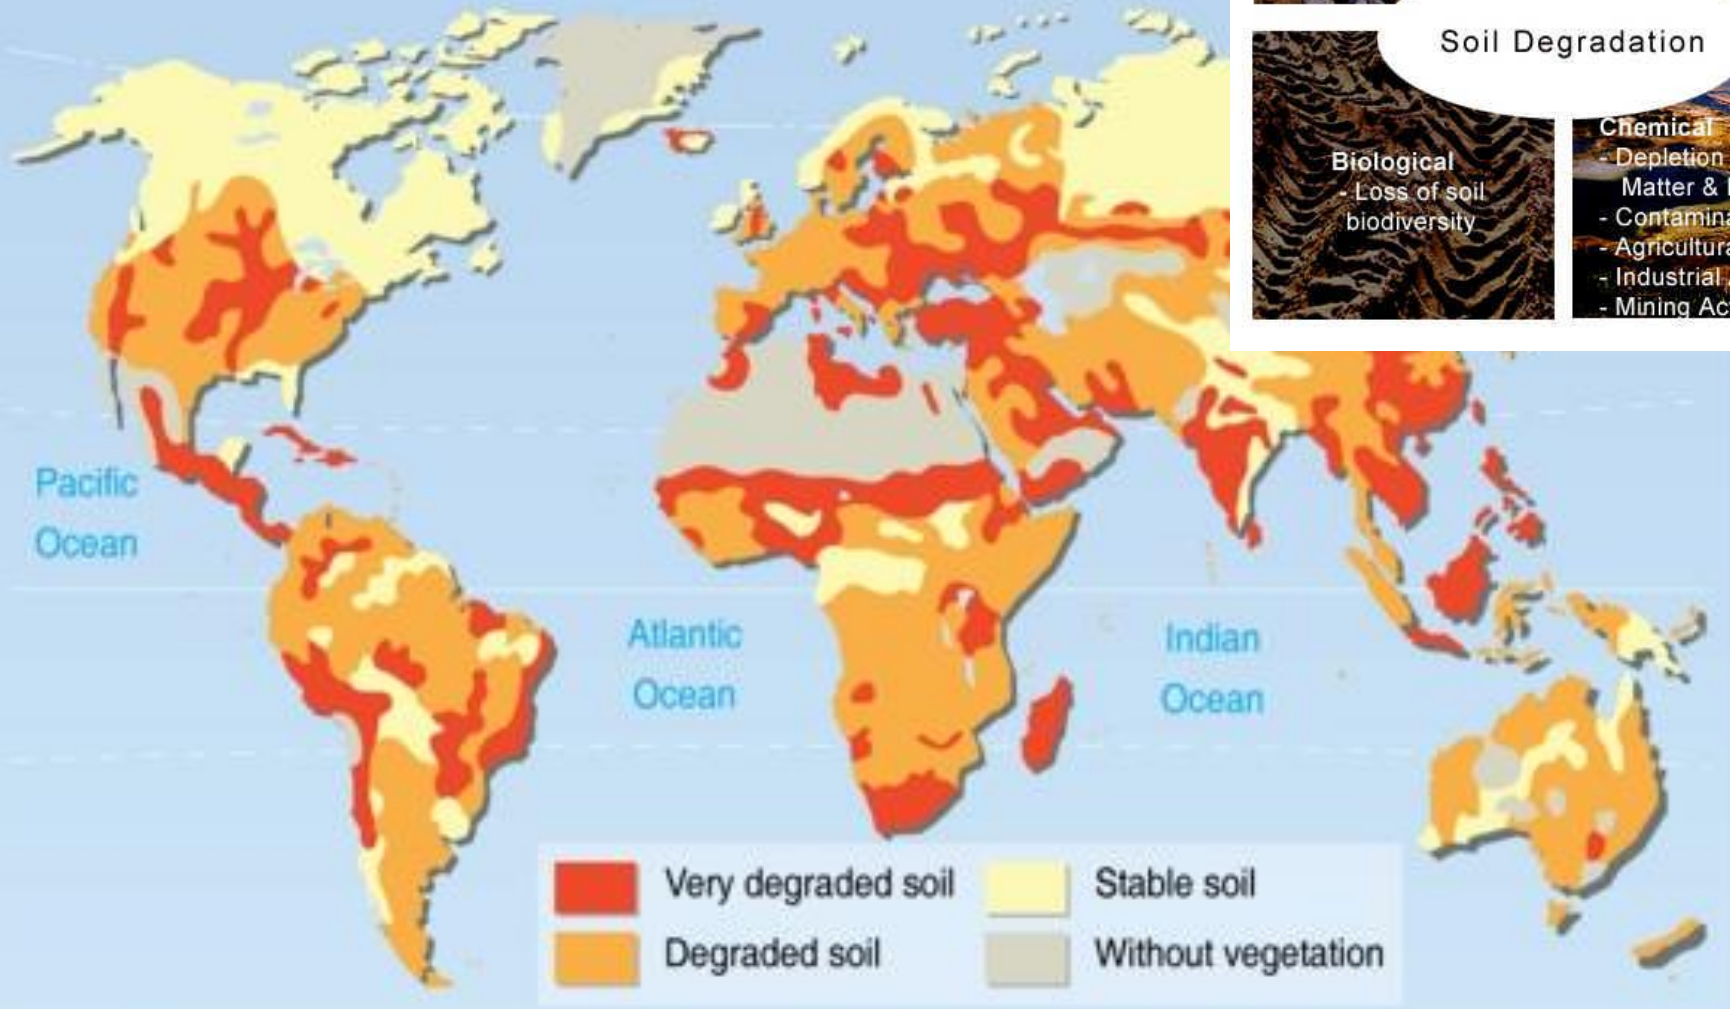 Soil Degradation
Biological
- Loss of soil
biodiversity
Chemical
- Depletion
Matter &
- Contamina
- Agricultura
- Industrial
- Mining Ac
Pacific
Ocean
Atlantic
Ocean
Indian
Ocean
Very degraded soil
Stable soil
Degraded soil
Without vegetation